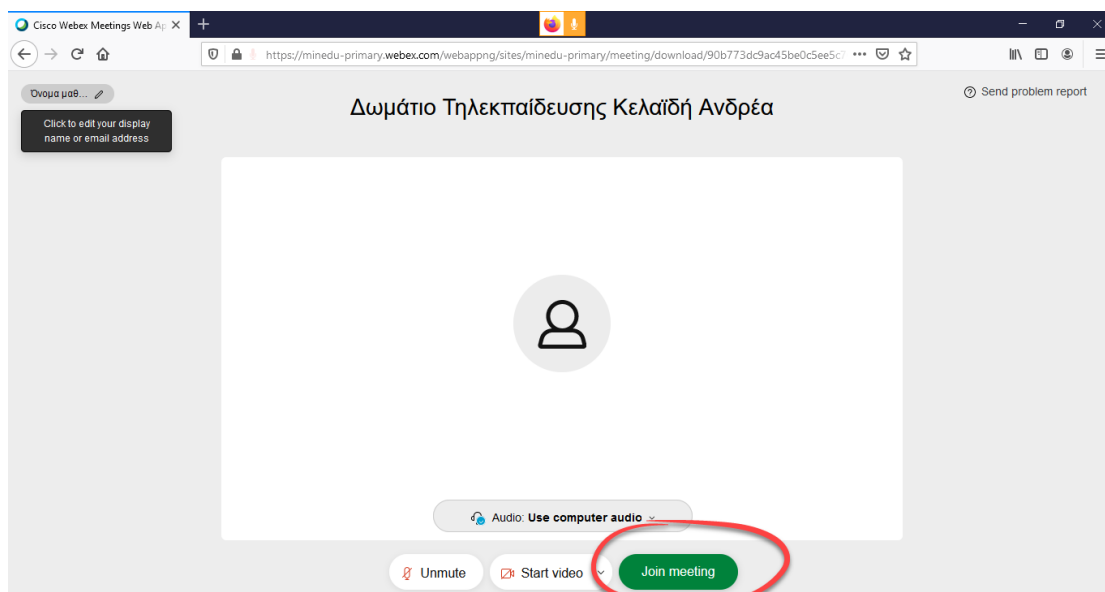 Cisco Webex Meetings Web Ap
https://minedu-primary.webex.com/webappng/sites/minedu-primary/meeting/download/90b773dc9ac45be0c5ee5c
Όνομα μαθ...
Send problem report
Click to edit your display
name or email address
Δωμάτιο Τηλεκπαίδευσης Κελαϊδή Ανδρέα
Audio: Use computer audio
Unmute
Start video
Join meeting